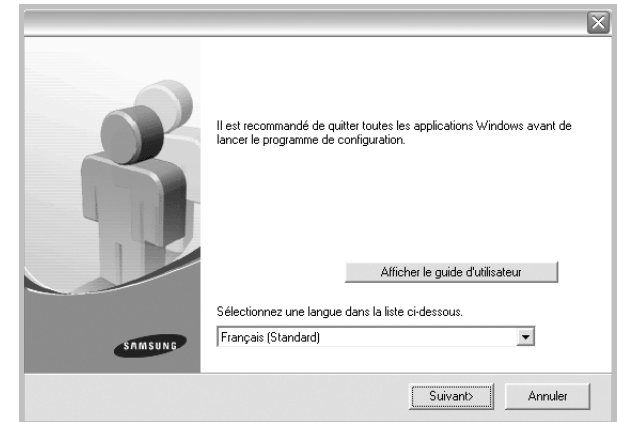 Il est recommandé de quitter toutes les applications Windows avant de
lancer le programme de configuration.
Afficher le guide d'utilisateur
Sélectionnez une langue dans la liste ci-dessous.
Français (Standard)
SAMSUNG
Suivant>
Annuler